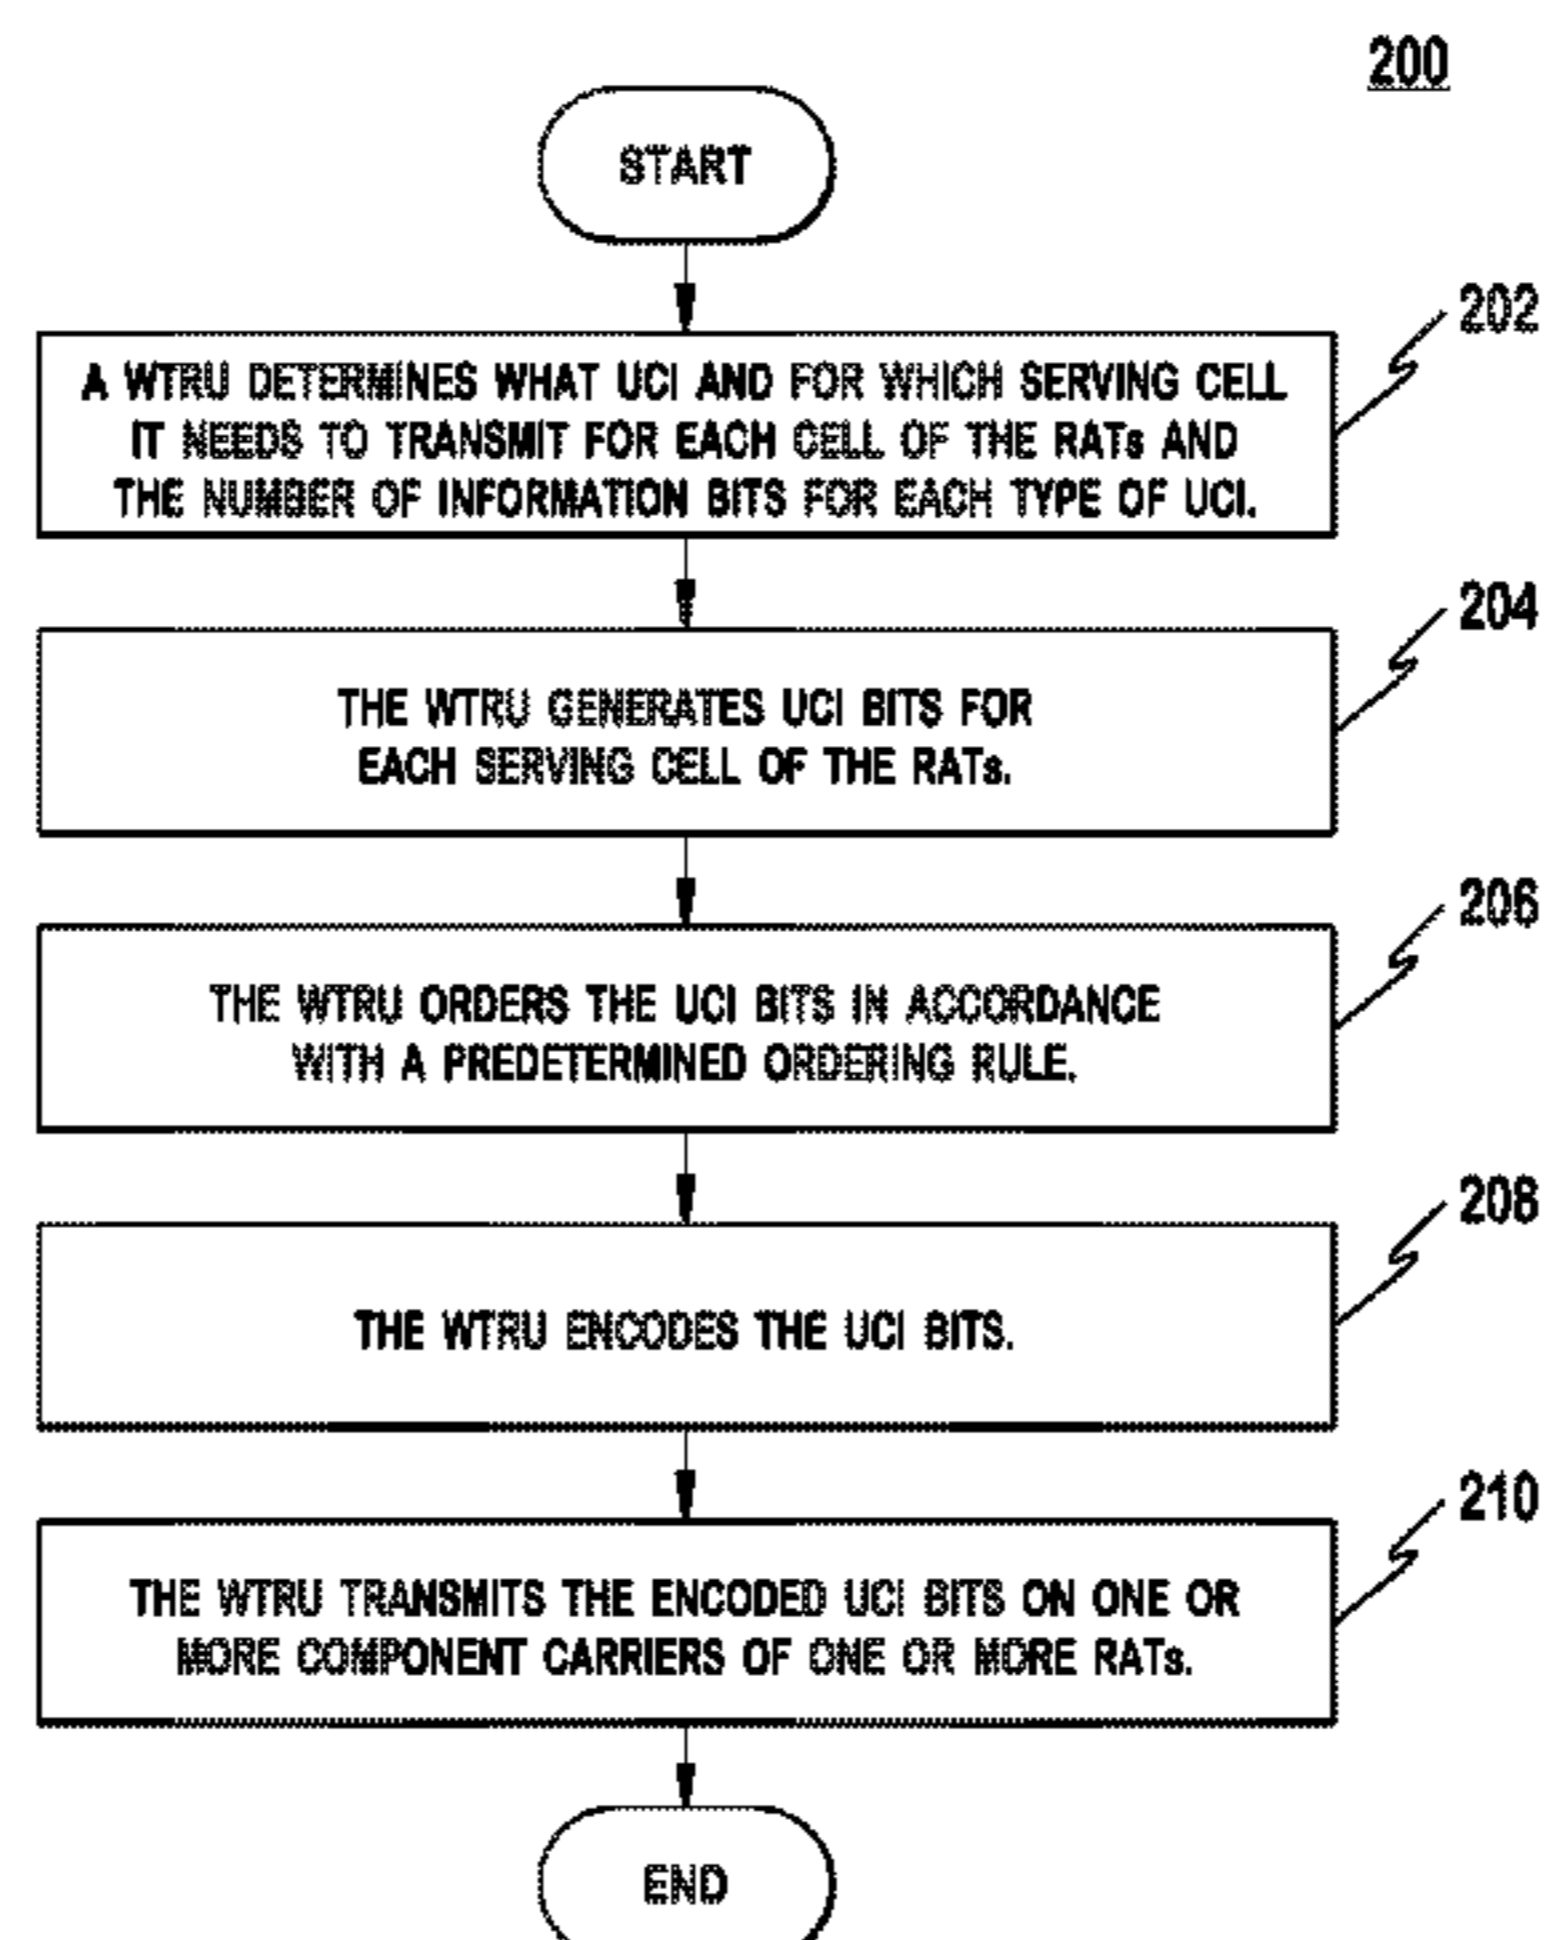 200
START
202
A WTRU DETERMINES WHAT UCI AND FOR WHICH SERVING CELL
IT NEEDS TO TRANSMIT FOR EACH CELL OF THE RATs AND
THE NUMBER OF INFORMATION BITS FOR EACH TYPE OF UCI.
204
THE WTRU GENERATES UCI BITS FOR
EACH SERVING CELL OF THE RATs.
206
THE WTRU ORDERS THE UCI BITS IN ACCORDANCE
WITH A PREDETERMINED ORDERING RULE.
208
THE WTRU ENCODES THE UCI BITS.
210
THE WTRU TRANSMITS THE ENCODED UCI BITS ON ONE OR
MORE COMPONENT CARRIERS OF ONE OR MORE RATs.
END